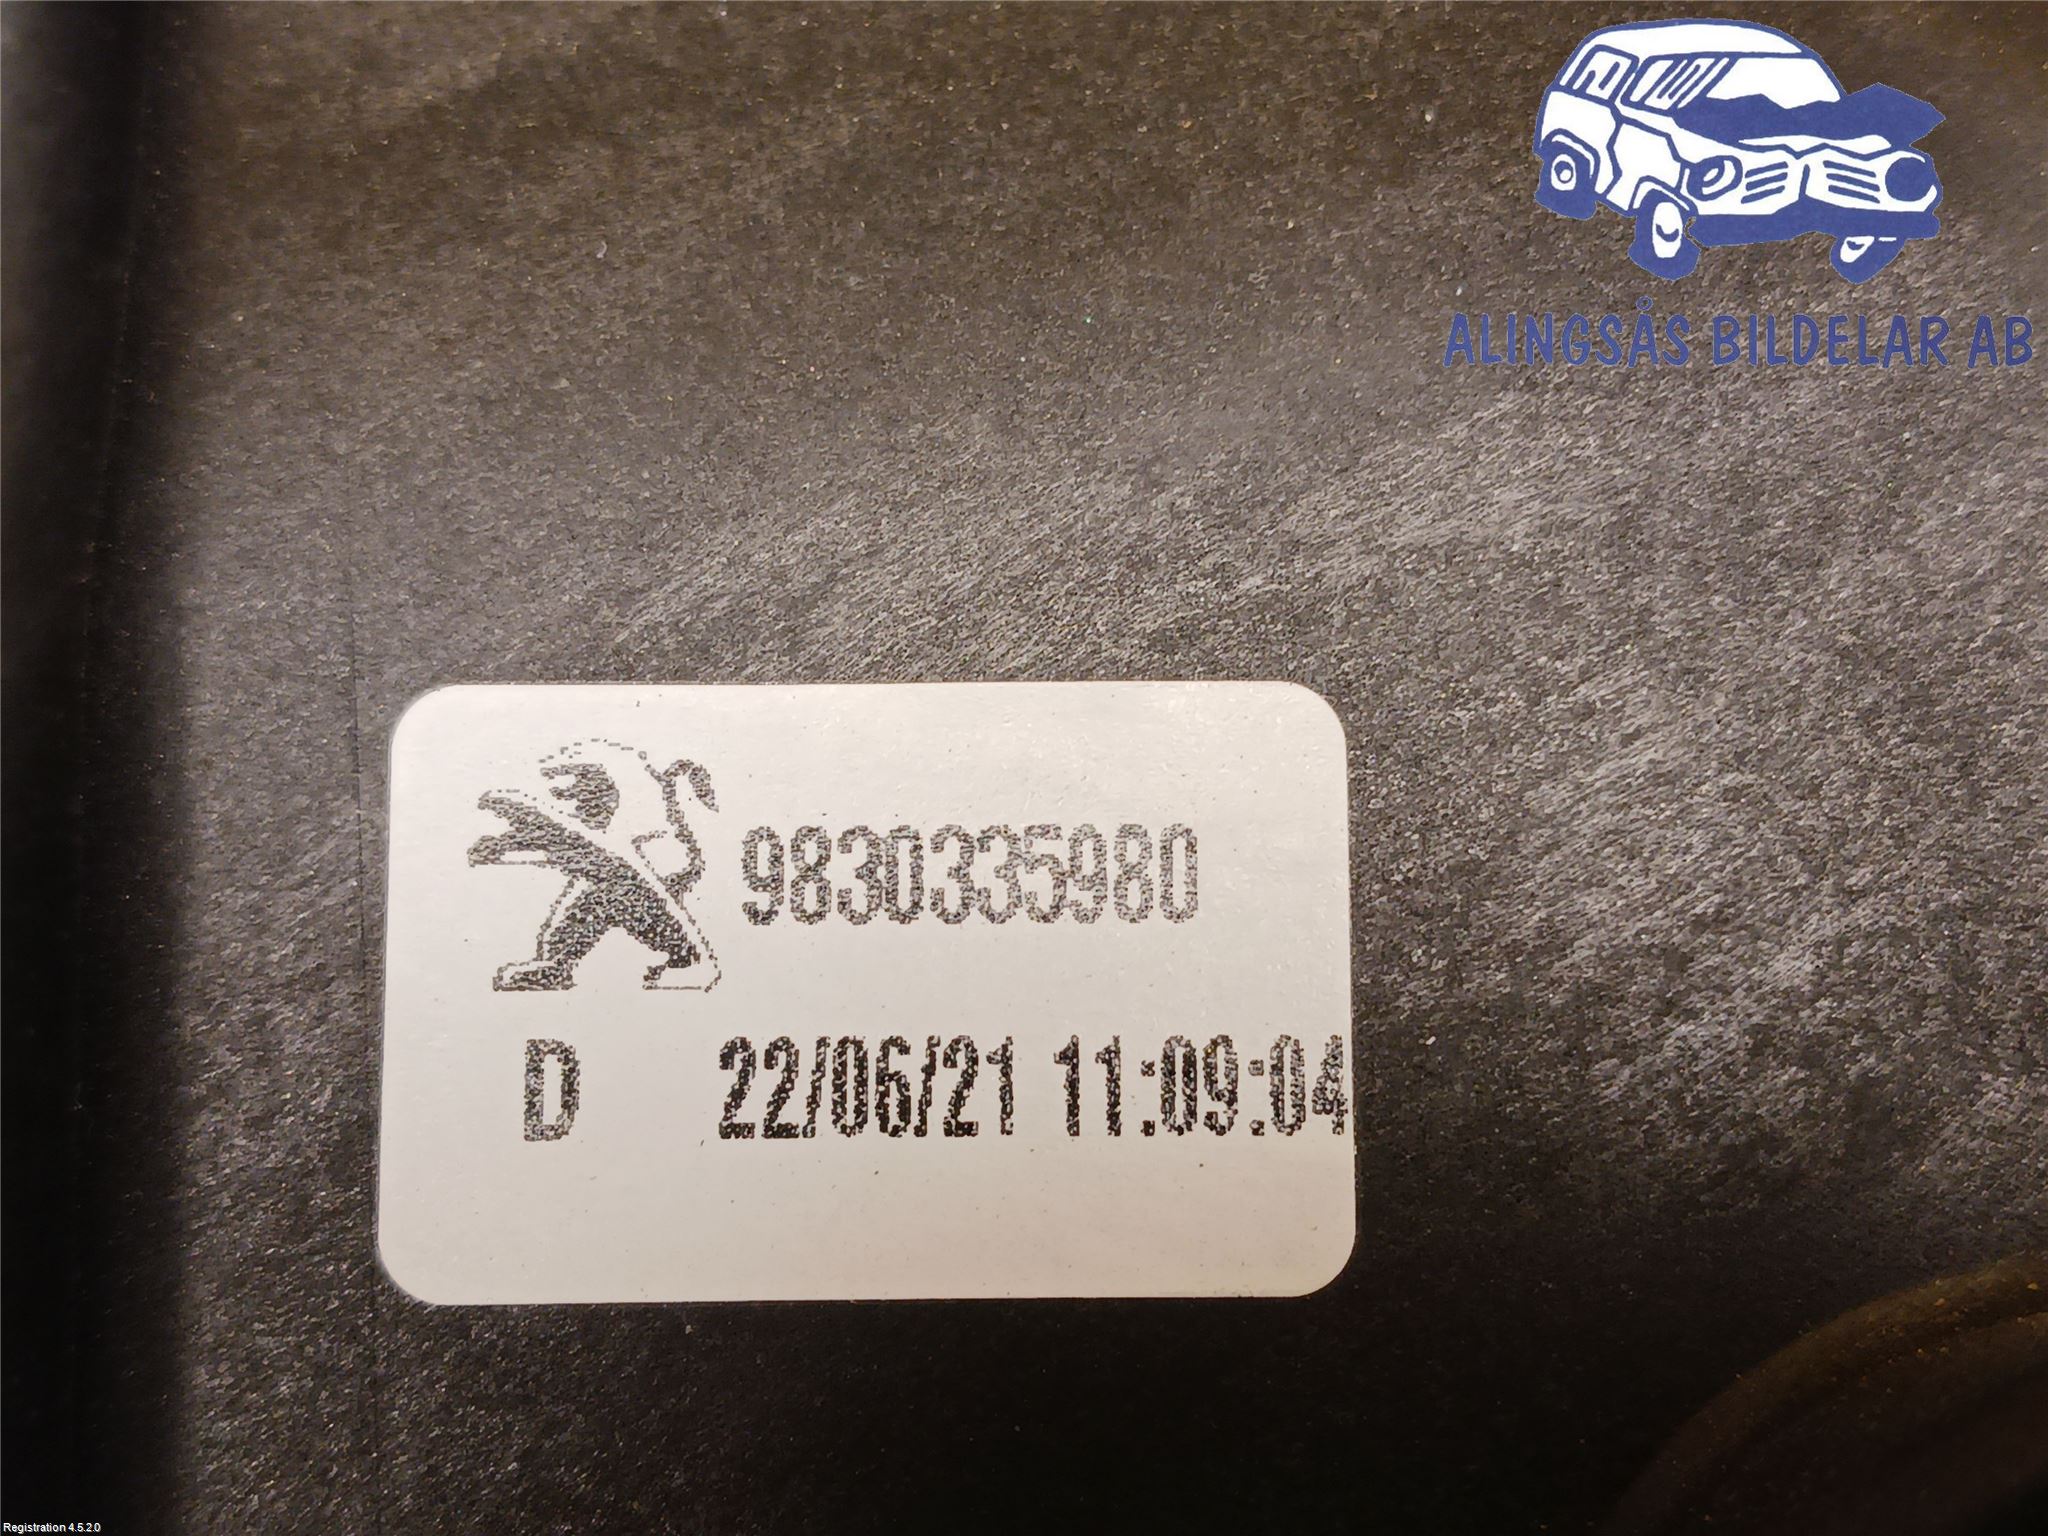 ALINGSÅS BILDELAR AB
9830335980
D 22/06/21 11:09:04
Registration 4.5.2.0